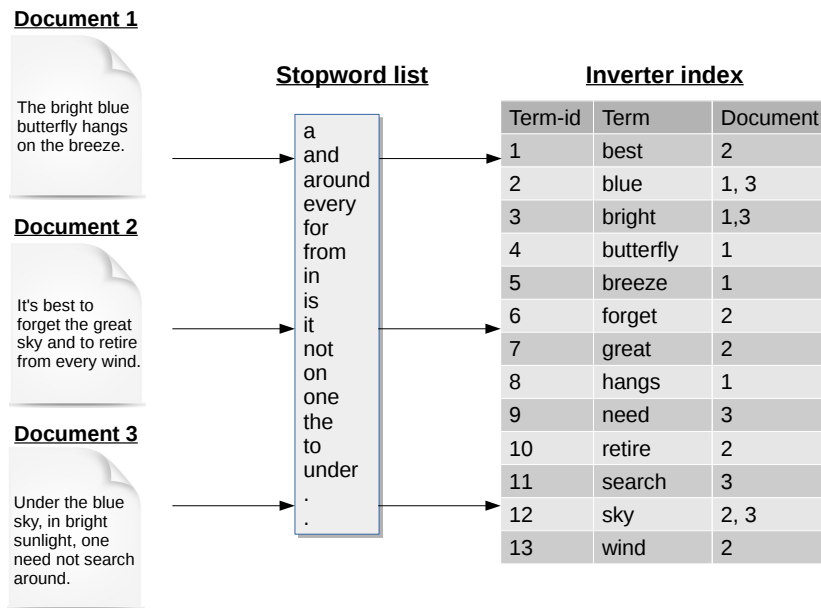 Document 1
The bright blue
butterfly hangs
on the breeze.
Document 2
It's best to
forget the great
sky and to retire
from every wind.
Document 3
Under the blue
sky, in bright
sunlight, one
need not search
around.
Stopword list
a
and
around
every
for
from
in
is
it
not
on
one
the
to
under
.
.
Inverter index
Term-id Term Document
1 best 2
2 blue 1, 3
3 bright 1,3
4 butterfly 1
5 breeze 1
6 forget 2
7 great 2
8 hangs 1
9 need 3
10 retire 2
11 search 3
12 sky 2, 3
13 wind 2